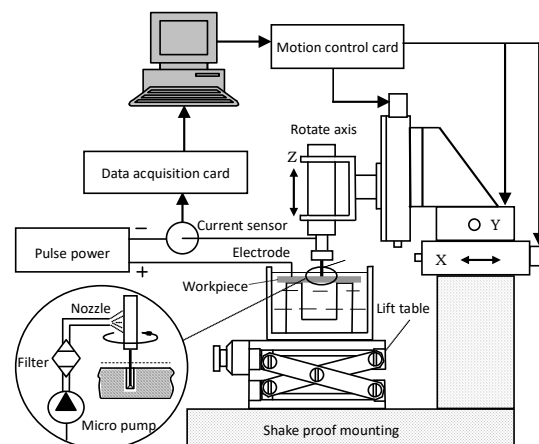 Motion control card
Rotate axis
Z
Data acquisition card
Current sensor
−
Pulse power
+
Electrode
Y
X
Workpiece
Nozzle
Lift table
Filter
Micro pump
Shake proof mounting